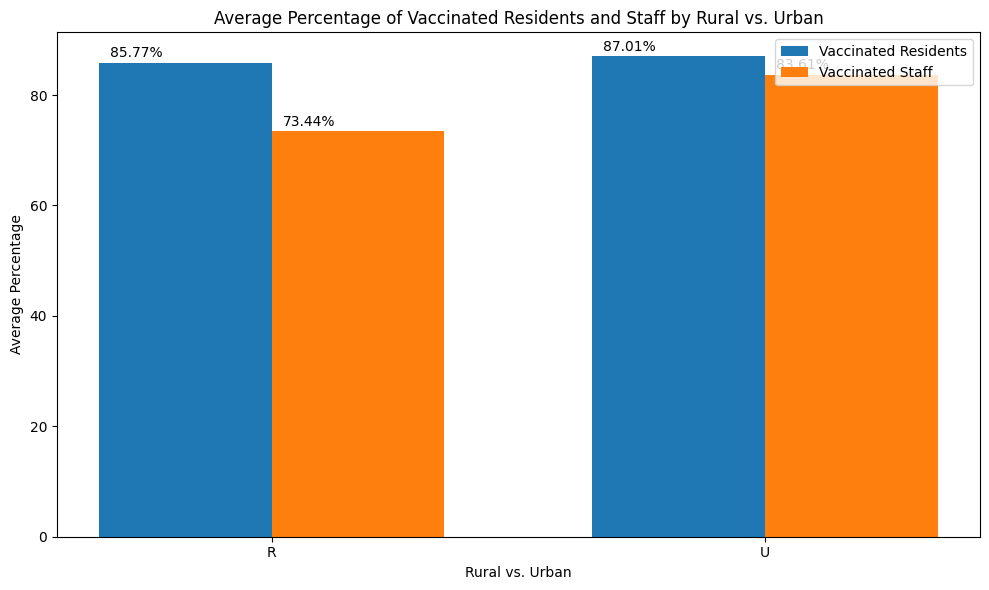 Average Percentage of Vaccinated Residents and Staff by Rural vs. Urban
85.77%
73.44%
87.01%
83.61%
Vaccinated Residents
Vaccinated Staff
Average Percentage
80
60
40
20
0
R
U
Rural vs. Urban